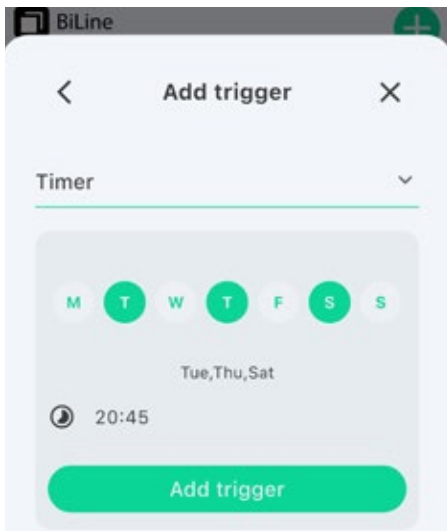 BiLine
Add trigger
Timer
M T W T F S S
Tue,Thu,Sat
20:45
Add trigger